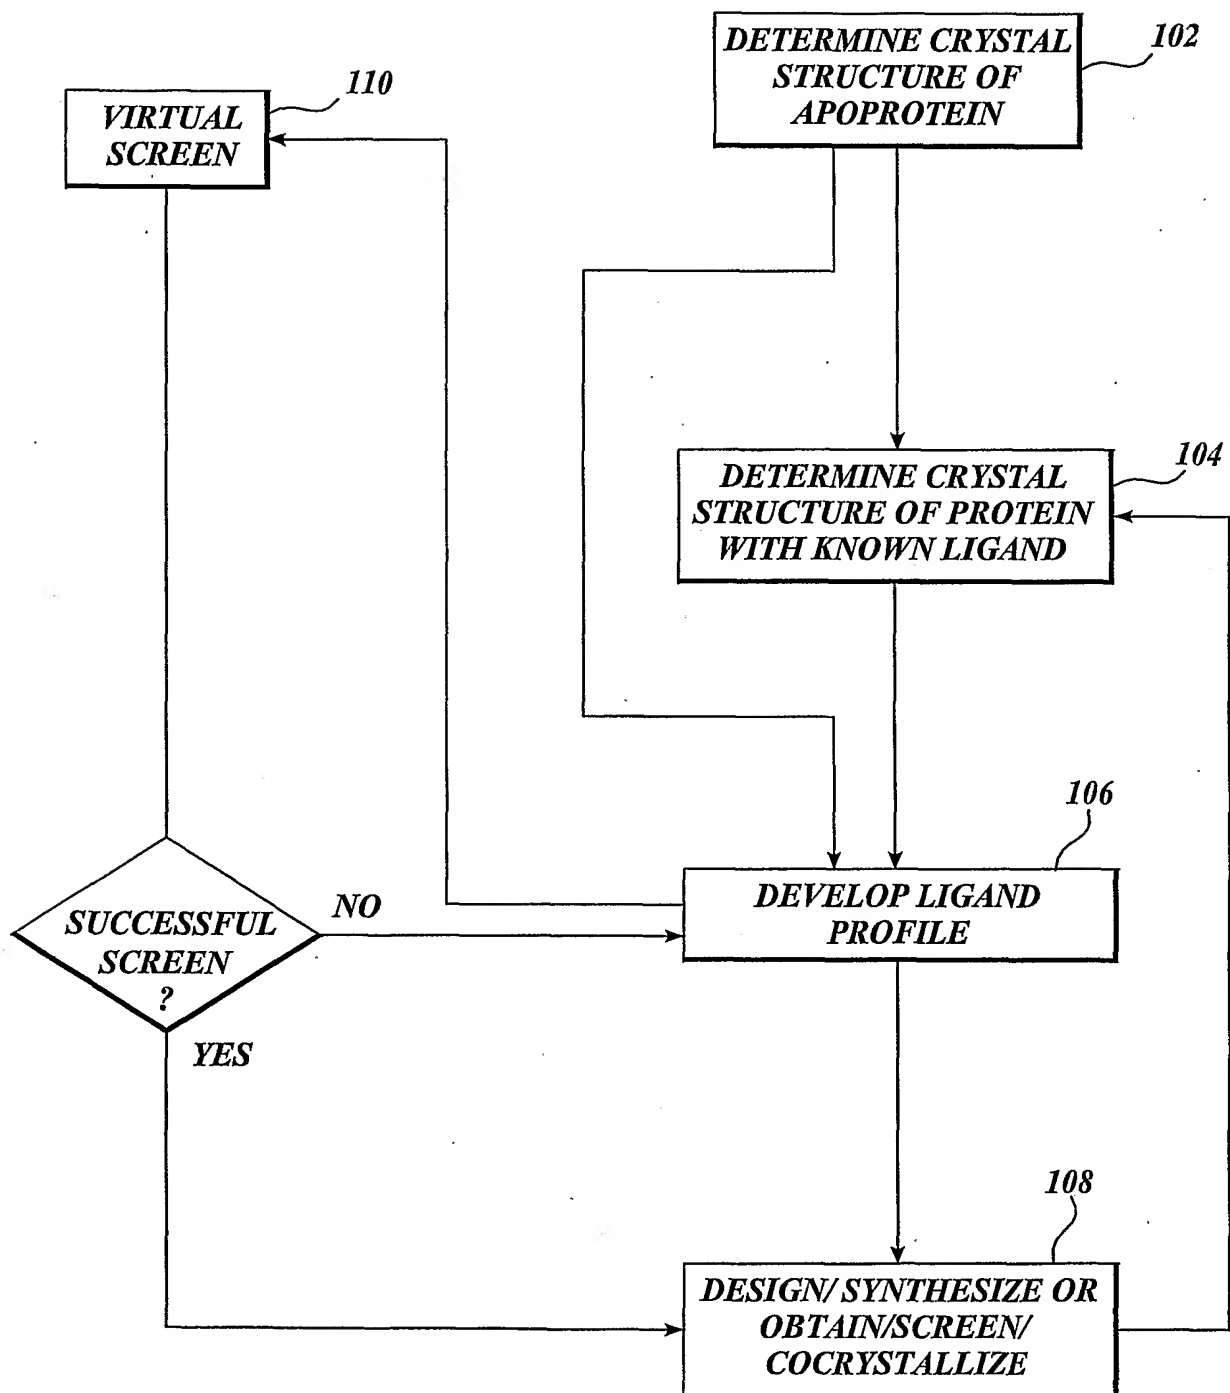 DETERMINE CRYSTAL
STRUCTURE OF
APOPROTEIN
102
VIRTUAL
SCREEN
110
DETERMINE CRYSTAL
STRUCTURE OF PROTEIN
WITH KNOWN LIGAND
104
DEVELOP LIGAND
PROFILE
106
SUCCESSFUL
SCREEN
?
NO
YES
DESIGN/ SYNTHESIZE OR
OBTAIN/SCREEN/
COCRYSTALLIZE
108